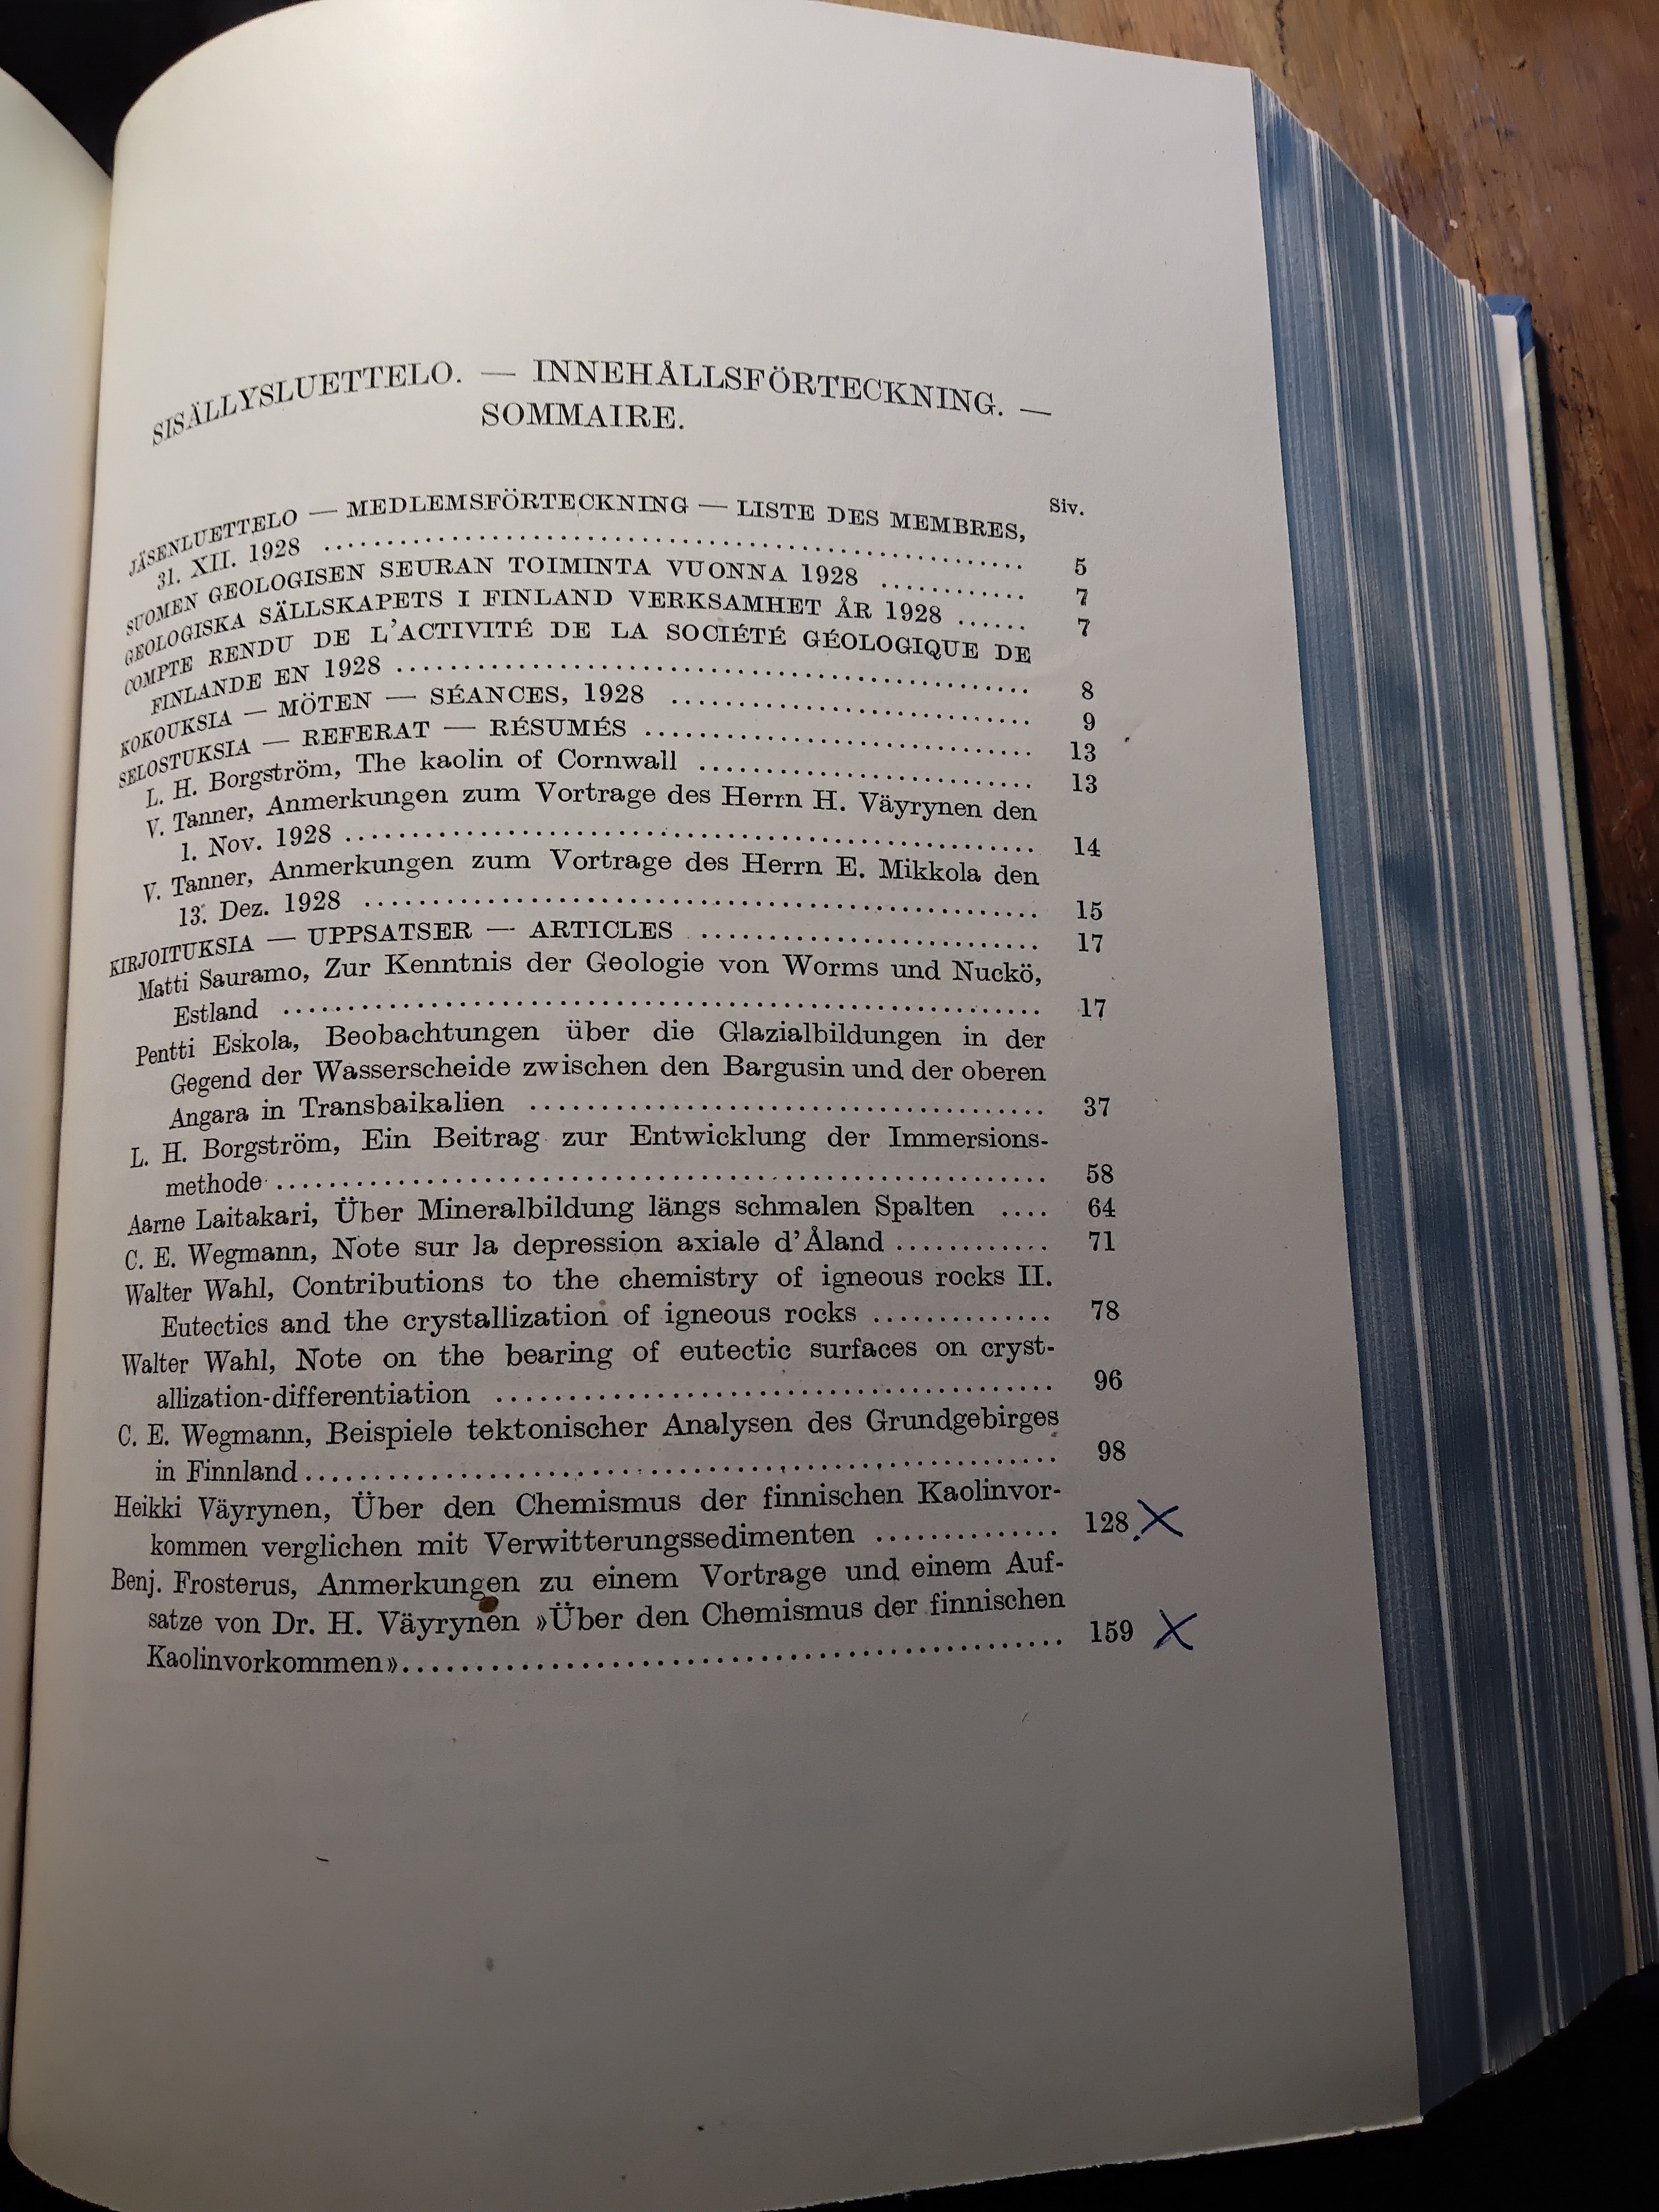 SISÄLLYSLUETTELO. — INNEHÅLLSFÖRTECKNING. —
SOMMAIRE.
Siv.
JÄSENLUETTELO — MEDLEMSFÖRTECKNING — LISTE DES MEMBRES,
31. XII. 1928 .......... 5
SUOMEN GEOLOGISEN SEURAN TOIMINTA VUONNA 1928 .......... 7
GEOLOGISKA SÄLLSKAPETS I FINLAND VERKSAMHET ÅR 1928 ...... 7
COMPTE RENDU DE L'ACTIVITÉ DE LA SOCIÉTÉ GÉOLOGIQUE DE
FINLANDE EN 1928 .......... 8
KOKOUKSIA — MÖTEN — SÉANCES, 1928 .......... 9
SELOSTUKSIA — REFERAT — RÉSUMÉS .......... 13
L. H. Borgström, The kaolin of Cornwall .......... 13
V. Tanner, Anmerkungen zum Vortrage des Herrn H. Väyrynen den
1. Nov. 1928 .......... 14
V. Tanner, Anmerkungen zum Vortrage des Herrn E. Mikkola den
13. Dez. 1928 .......... 15
KIRJOITUKSIA — UPPSATSER — ARTICLES .......... 17
Matti Sauramo, Zur Kenntnis der Geologie von Worms und Nuckö,
Estland .......... 17
Pentti Eskola, Beobachtungen über die Glazialbildungen in der
Gegend der Wasserscheide zwischen den Bargusin und der oberen
Angara in Transbaikalien .......... 37
L. H. Borgström, Ein Beitrag zur Entwicklung der Immersions-
methode .......... 58
Aarne Laitakari, Über Mineralbildung längs schmalen Spalten .... 64
C. E. Wegmann, Note sur la depression axiale d'Åland .......... 71
Walter Wahl, Contributions to the chemistry of igneous rocks II.
Eutectics and the crystallization of igneous rocks .......... 78
Walter Wahl, Note on the bearing of eutectic surfaces on cryst-
allization-differentiation .......... 96
C. E. Wegmann, Beispiele tektonischer Analysen des Grundgebirges
in Finnland .......... 98
Heikki Väyrynen, Über den Chemismus der finnischen Kaolinvor-
kommen verglichen mit Verwitterungssedimenten .......... 128 X
Benj. Frosterus, Anmerkungen zu einem Vortrage und einem Auf-
satze von Dr. H. Väyrynen »Über den Chemismus der finnischen
Kaolinvorkommen» .......... 159 X